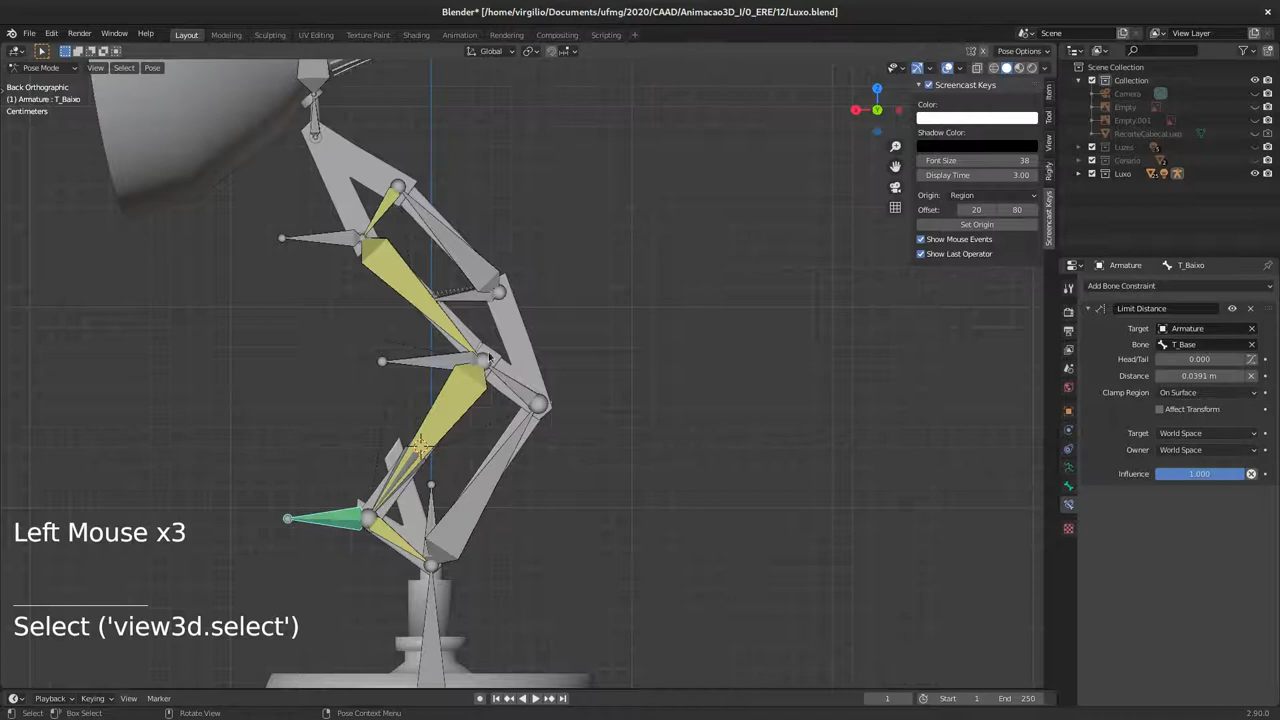 Blender* [/home/virgilio/Documents/ufmg/2020/CAAD/Animacao3D_I/0_ERE/12/Luxo.blend]
File Edit Render Window Help Layout Modeling Sculpting UV Editing Texture Paint Shading Animation Rendering Compositing Scripting + Scene View Layer
Global Pose Options
Pose Mode View Select Pose
Back Orthographic
(1) Armature : T_Baixo
Centimeters
Z
X
Y
Screencast Keys
Color:
Shadow Color:
Font Size 38
Display Time 3.00
Origin: Region
Offset: 20 80
Set Origin
Show Mouse Events
Show Last Operator
Item
Tool
View
Rigify
Screencast Keys
Scene Collection
Collection
Camera
Empty
Empty.001
RecorteCabecaLuxo
Luzes
Cenario
Luxo
Armature T_Baixo
Add Bone Constraint
Limit Distance
Target Armature
Bone T_Base
Head/Tail 0.000
Distance 0.0391 m
Clamp Region On Surface
Affect Transform
Target World Space
Owner World Space
Influence 1.000
Left Mouse x3
Select ('view3d.select')
Playback Keying View Marker 1 Start 1 End 250
Select Box Select Rotate View Pose Context Menu 2.90.0